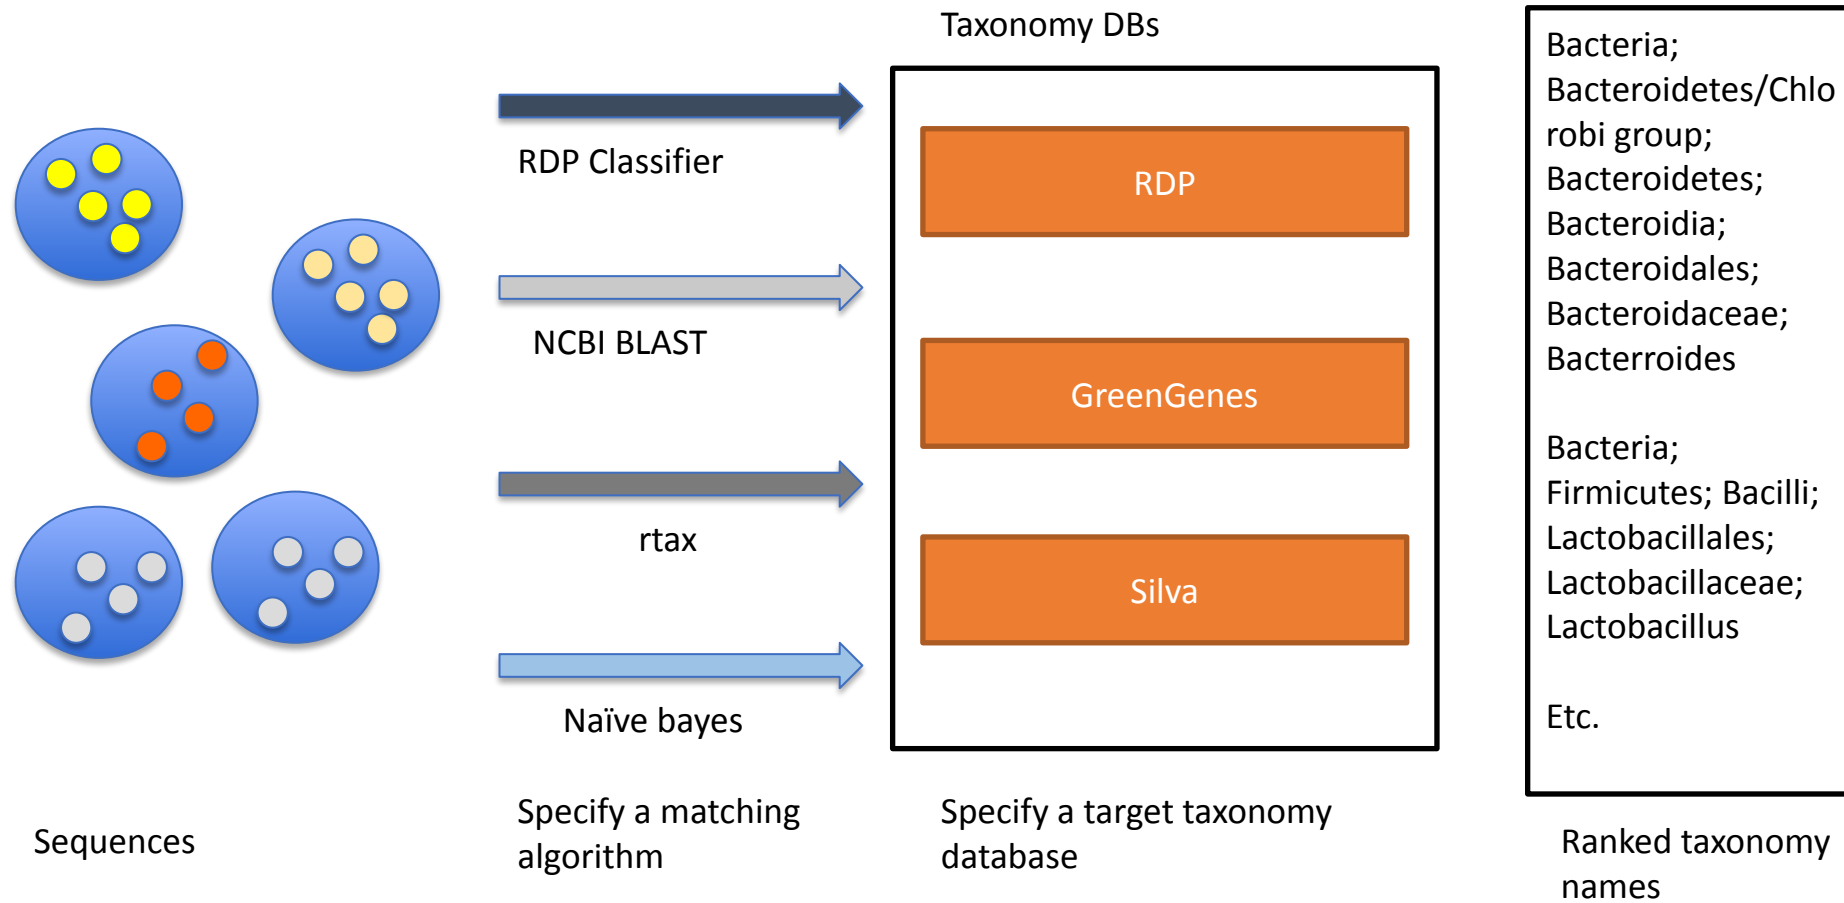 Taxonomy DBs
RDP Classifier
NCBI BLAST
rtax
Naïve bayes
RDP
GreenGenes
Silva
Bacteria;
Bacteroidetes/Chlo
robi group;
Bacteroidetes;
Bacteroidia;
Bacteroidales;
Bacteroidaceae;
Bacterroides
Bacteria;
Firmicutes; Bacilli;
Lactobacillales;
Lactobacillaceae;
Lactobacillus
Etc.
Sequences
Specify a matching
algorithm
Specify a target taxonomy
database
Ranked taxonomy
names